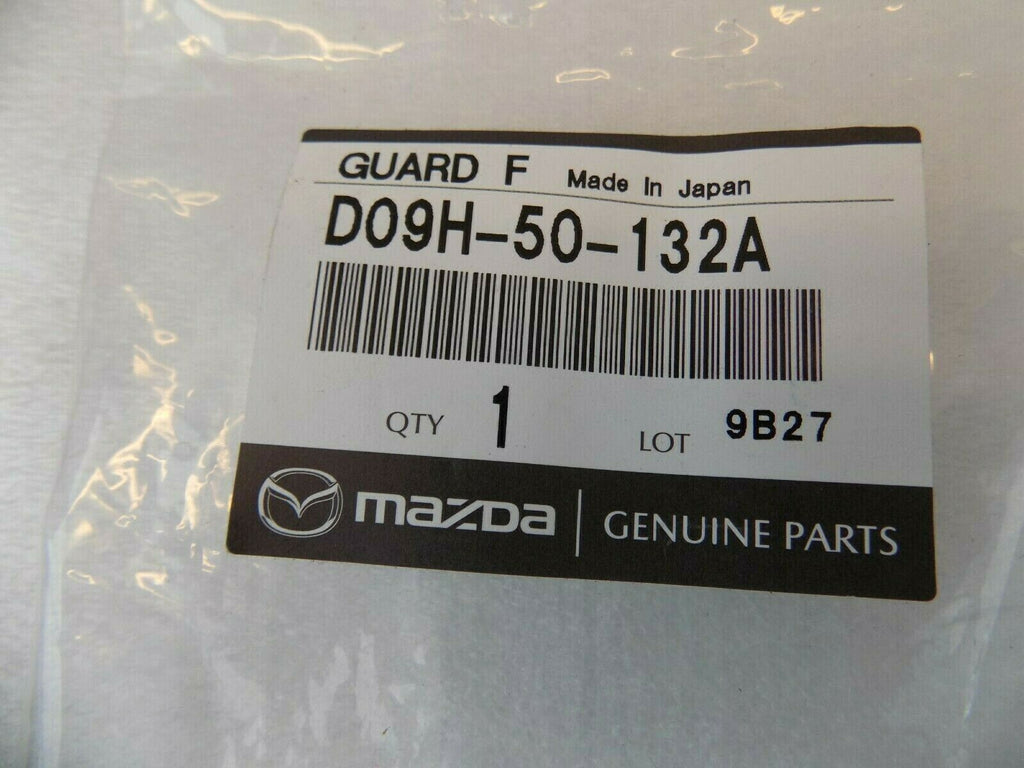 GUARD F Made In Japan
D09H-50-132A
QTY 1 LOT 9B27
mazda | GENUINE PARTS